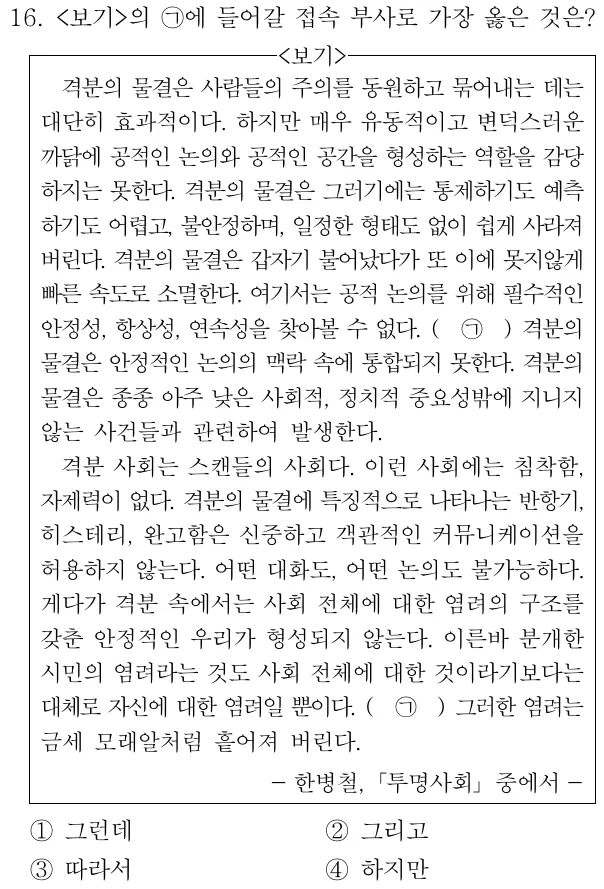 16. <보기>의 ㉠에 들어갈 접속 부사로 가장 옳은 것은?
<보기>
격분의 물결은 사람들의 주의를 동원하고 묶어내는 데는
대단히 효과적이다. 하지만 매우 유동적이고 변덕스러운
까닭에 공적인 논의와 공적인 공간을 형성하는 역할을 감당
하지는 못한다. 격분의 물결은 그러기에는 통제하기도 예측
하기도 어렵고, 불안정하며, 일정한 형태도 없이 쉽게 사라져
버린다. 격분의 물결은 갑자기 불어났다가 또 이에 못지않게
빠른 속도로 소멸한다. 여기서는 공적 논의를 위해 필수적인
안정성, 항상성, 연속성을 찾아볼 수 없다. ( ㉠ ) 격분의
물결은 안정적인 논의의 맥락 속에 통합되지 못한다. 격분의
물결은 종종 아주 낮은 사회적, 정치적 중요성밖에 지니지
않는 사건들과 관련하여 발생한다.
격분 사회는 스캔들의 사회다. 이런 사회에는 침착함,
자제력이 없다. 격분의 물결에 특징적으로 나타나는 반항기,
히스테리, 완고함은 신중하고 객관적인 커뮤니케이션을
허용하지 않는다. 어떤 대화도, 어떤 논의도 불가능하다.
게다가 격분 속에서는 사회 전체에 대한 염려의 구조를
갖춘 안정적인 우리가 형성되지 않는다. 이른바 분개한
시민의 염려라는 것도 사회 전체에 대한 것이라기보다는
대체로 자신에 대한 염려일 뿐이다. ( ㉠ ) 그러한 염려는
금세 모래알처럼 흩어져 버린다.
- 한병철, 「투명사회」 중에서 -
① 그런데 ② 그리고
③ 따라서 ④ 하지만